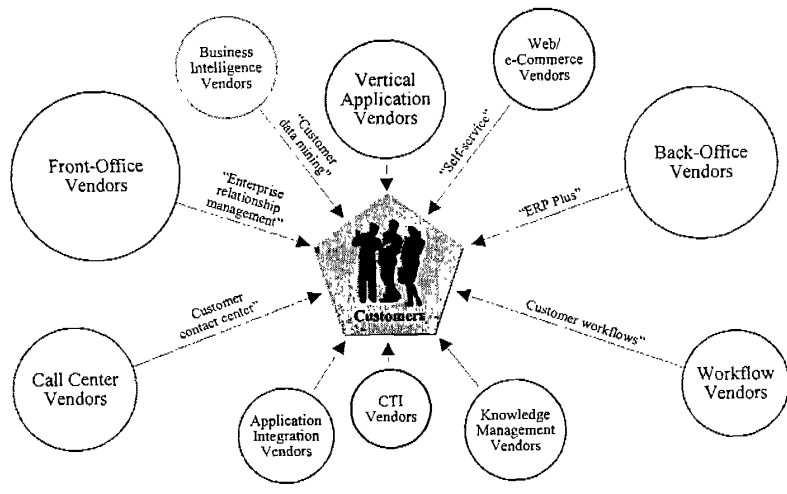 Business
Intelligence
Vendors
Vertical
Application
Vendors
Web/
e-Commerce
Vendors
Front-Office
Vendors
"Customer
data mining"
"Self-service"
Back-Office
Vendors
"Enterprise
relationship
management"
"ERP Plus"
Customers
Customer
contact center"
Customer workflows"
Call Center
Vendors
Workflow
Vendors
Application
Integration
Vendors
CTI
Vendors
Knowledge
Management
Vendors